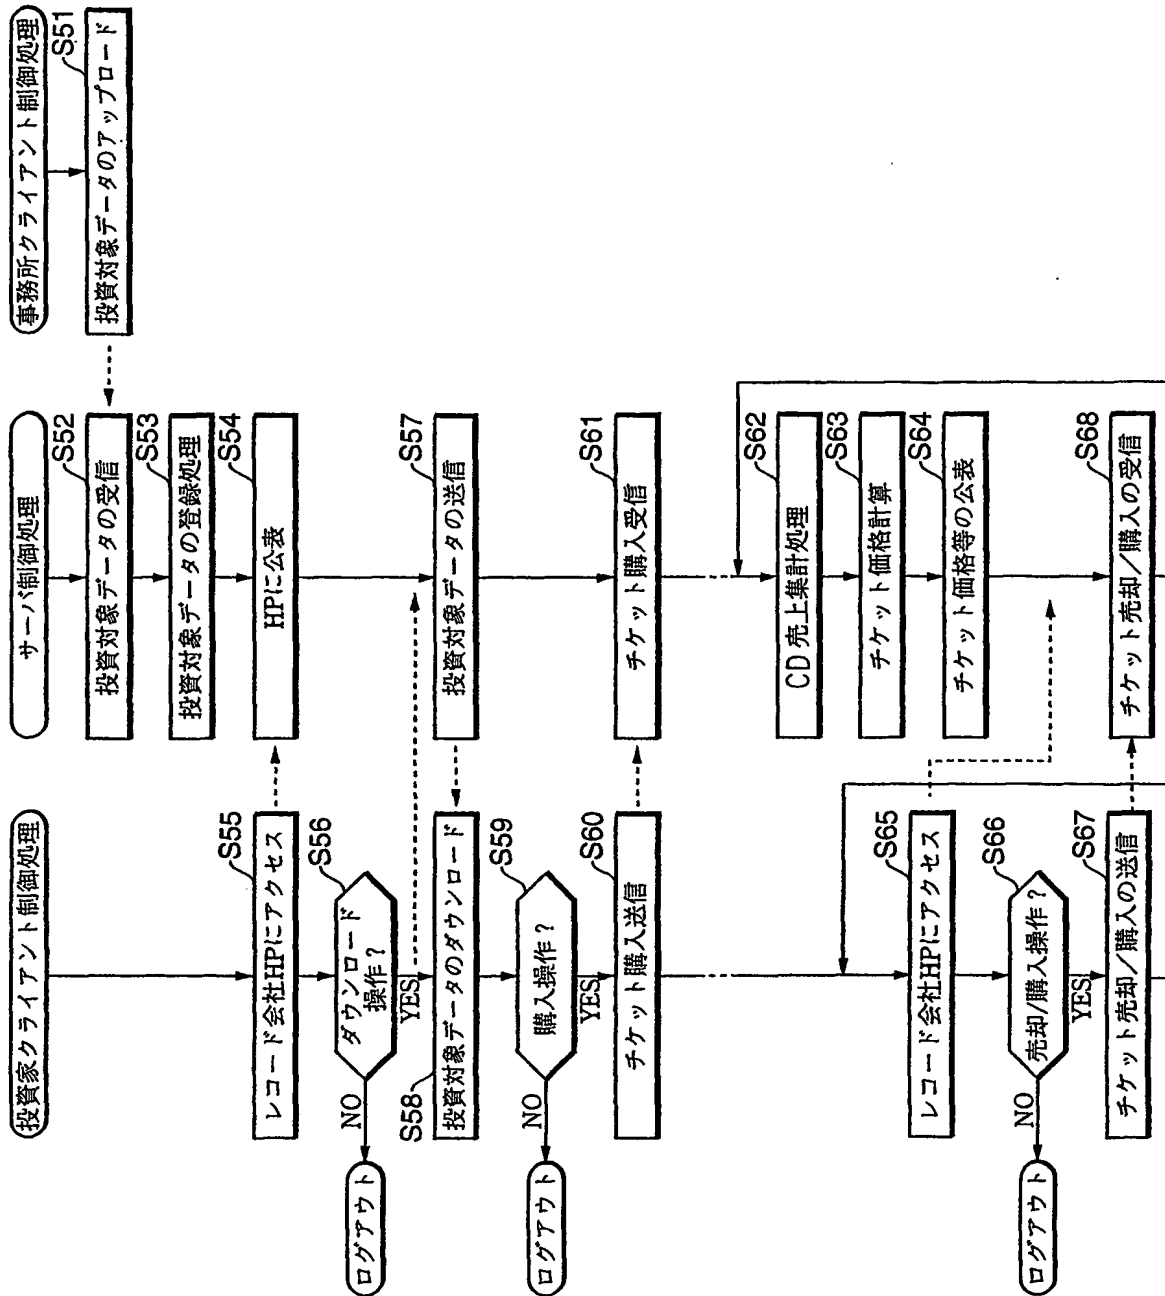 投資家クライアント制御処理
サーバ制御処理
事務所クライアント制御処理
S51
投資対象データのアップロード
S52
投資対象データの受信
S53
投資対象データの登録処理
S54
HPに公表
S55
レコード会社HPにアクセス
S56
ダウンロード
操作?
NO
ログアウト
YES
S57
投資対象データの送信
S58
投資対象データのダウンロード
S59
購入操作?
NO
ログアウト
YES
S60
チケット購入送信
S61
チケット購入受信
S62
CD売上集計処理
S63
チケット価格計算
S64
チケット価格等の公表
S65
レコード会社HPにアクセス
S66
売却/購入操作?
NO
ログアウト
YES
S67
チケット売却/購入の送信
S68
チケット売却/購入の受信